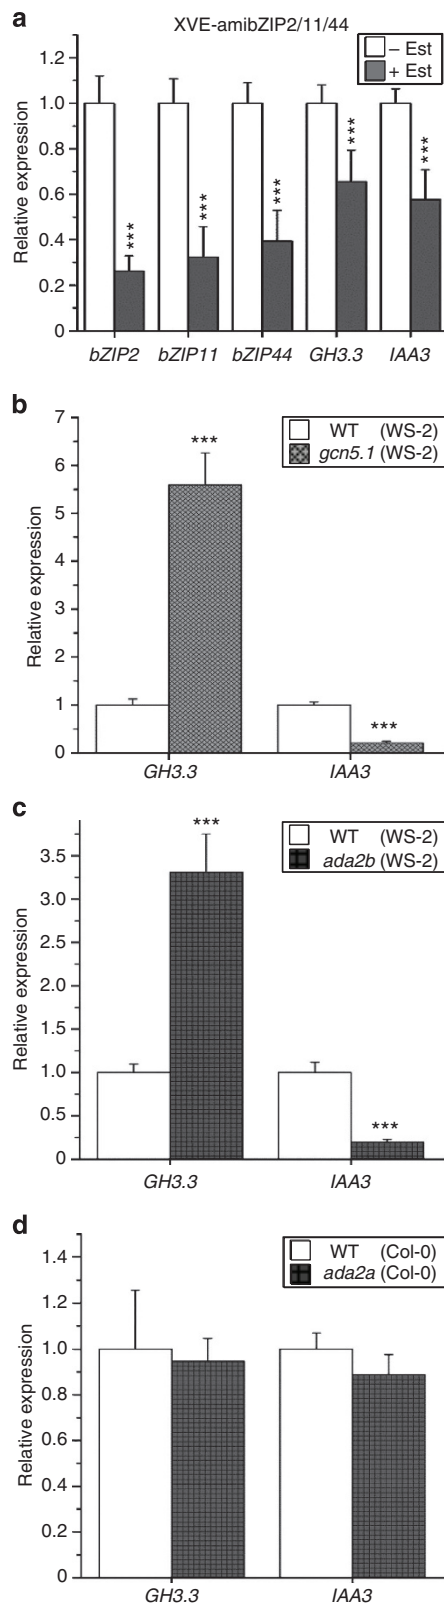 a
XVE-amibZIP2/11/44
– Est
+ Est
Relative expression
1.2
1.0
0.8
0.6
0.4
0.2
0
***
***
***
***
***
bZIP2 bZIP11 bZIP44 GH3.3 IAA3
b
WT (WS-2)
gcn5.1 (WS-2)
Relative expression
7
6
5
4
3
2
1
0
***
***
GH3.3 IAA3
c
WT (WS-2)
ada2b (WS-2)
Relative expression
3.5
3.0
2.5
2.0
1.5
1.0
0.5
0
***
***
GH3.3 IAA3
d
WT (Col-0)
ada2a (Col-0)
Relative expression
1.4
1.2
1.0
0.8
0.6
0.4
0.2
0
GH3.3 IAA3